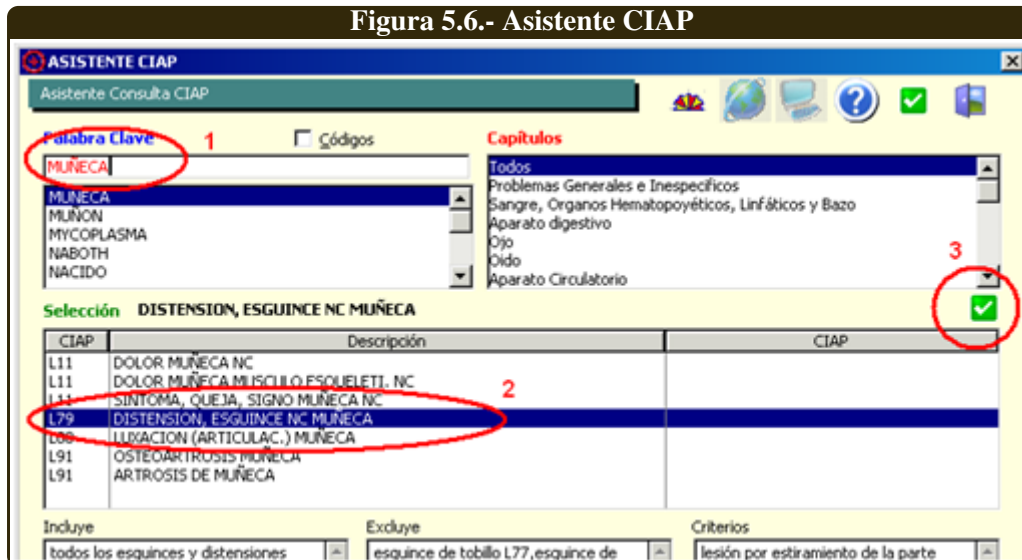 Figura 5.6.- Asistente CIAP
ASISTENTE CIAP
Asistente Consulta CIAP
Palabra Clave 1 Códigos Capítulos
MUÑECA
MUÑECA
MUÑON
MYCOPLASMA
NABOTH
NACIDO
Todos
Problemas Generales e Inespecificos
Sangre, Organos Hematopoyéticos, Linfáticos y Bazo
Aparato digestivo
Ojo
Oido
Aparato Circulatorio
3
Selección DISTENSION, ESGUINCE NC MUÑECA
CIAP Descripción CIAP
L11 DOLOR MUÑECA NC
L11 DOLOR MUÑECA MUSCULO ESQUELETI. NC
L11 SINTOMA, QUEJA, SIGNO MUÑECA NC
2
L79 DISTENSION, ESGUINCE NC MUÑECA
LUXACION (ARTICULAC.) MUÑECA
L91 OSTEOARTROSIS MUÑECA
L91 ARTROSIS DE MUÑECA
Incluye Excluye Criterios
todos los esguinces y distensiones
esguince de tobillo L77,esguince de
lesión por estiramiento de la parte